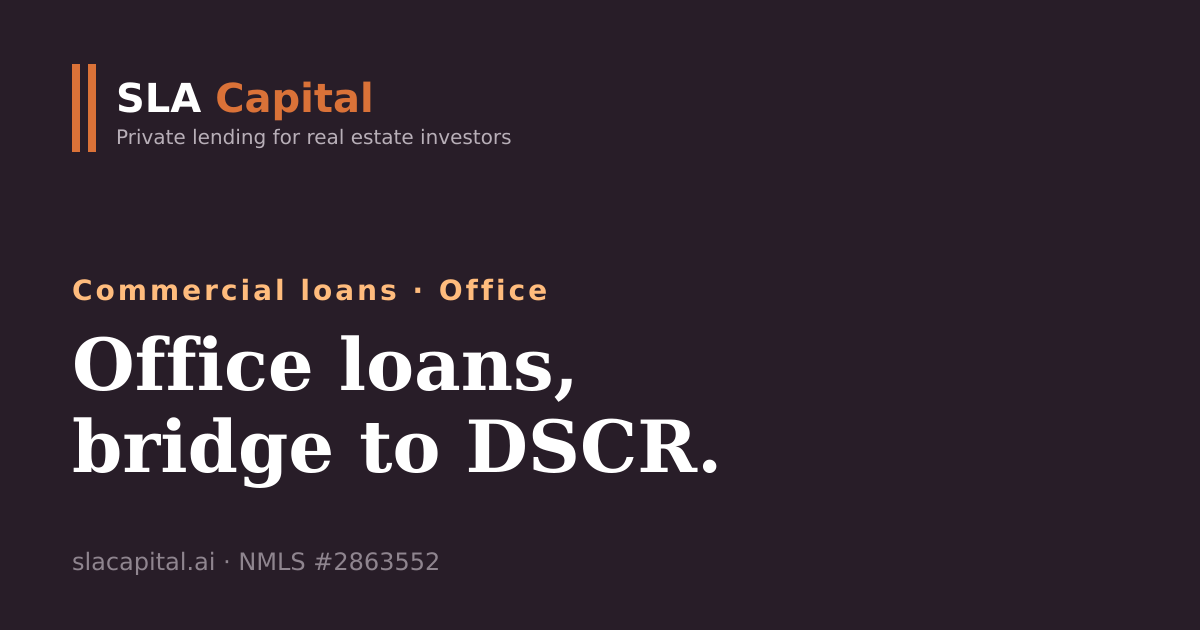 SLA Capital
Private lending for real estate investors
Commercial loans · Office
Office loans,
bridge to DSCR.
slacapital.ai · NMLS #2863552